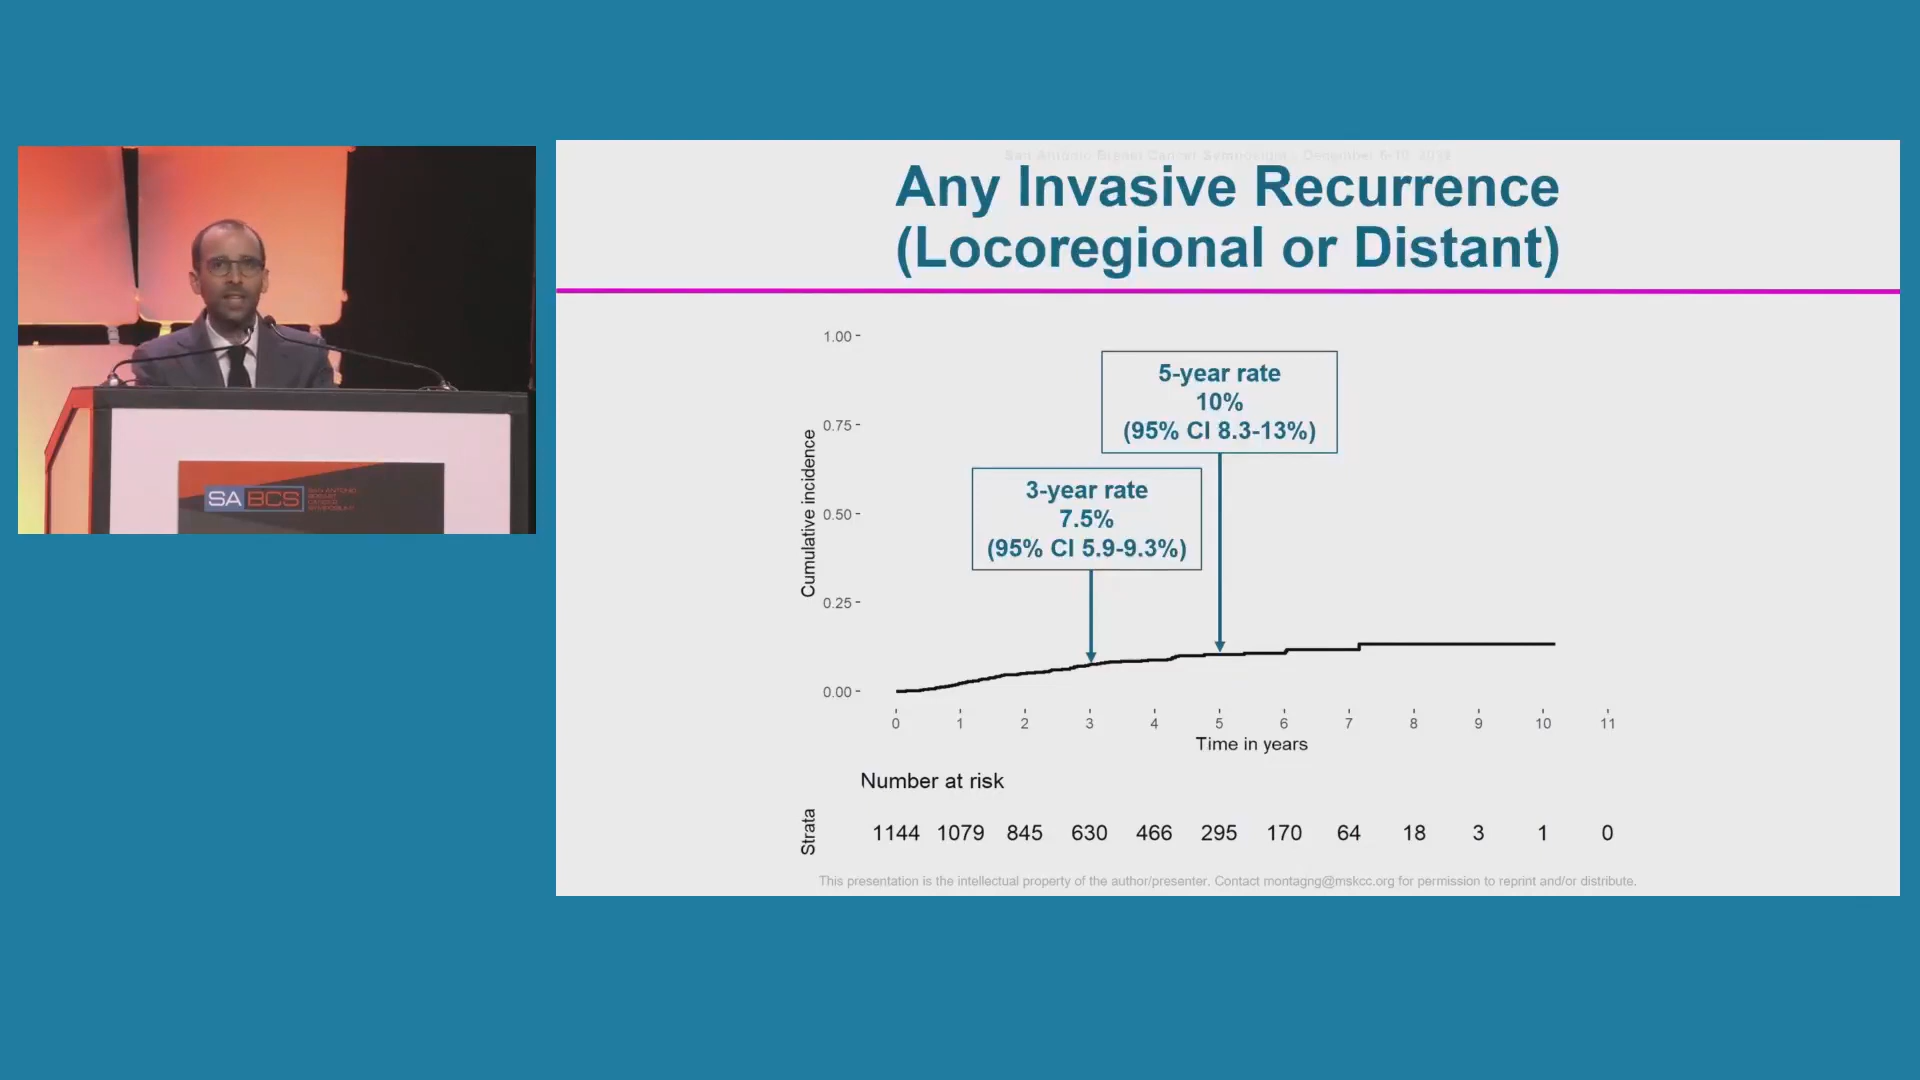 SA BCS
San Antonio Breast Cancer Symposium
Any Invasive Recurrence
(Locoregional or Distant)
1.00
0.75
0.50
0.25
0.00
Cumulative incidence
5-year rate
10%
(95% CI 8.3-13%)
3-year rate
7.5%
(95% CI 5.9-9.3%)
0 1 2 3 4 5 6 7 8 9 10 11
Time in years
Number at risk
Strata
1144 1079 845 630 466 295 170 64 18 3 1 0
This presentation is the intellectual property of the author/presenter. Contact montagng@mskcc.org for permission to reprint and/or distribute.